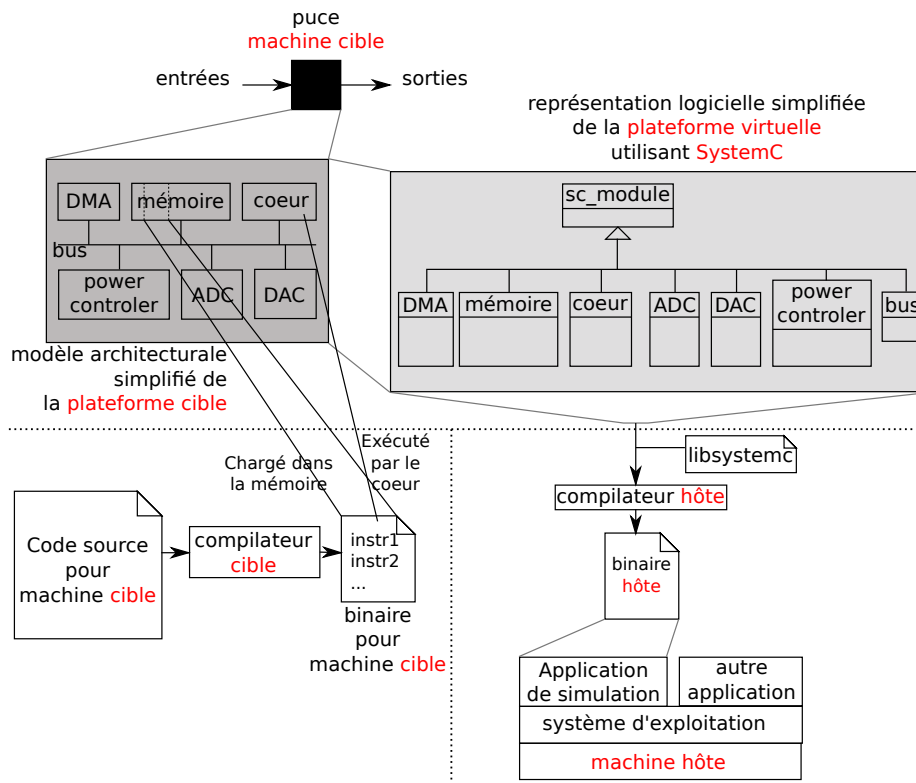 puce
machine cible
entrées
sorties
représentation logicielle simplifiée
de la plateforme virtuelle
utilisant SystemC
DMA
mémoire
coeur
bus
power
controler
ADC
DAC
modèle architecturale
simplifié de
la plateforme cible
sc_module
DMA
mémoire
coeur
ADC
DAC
power
controler
bus
Chargé dans
la mémoire
Exécuté
par le
coeur
Code source
pour
machine cible
compilateur
cible
instr1
instr2
...
binaire
pour
machine cible
libsystemc
compilateur hôte
binaire
hôte
Application
de simulation
autre
application
système d'exploitation
machine hôte